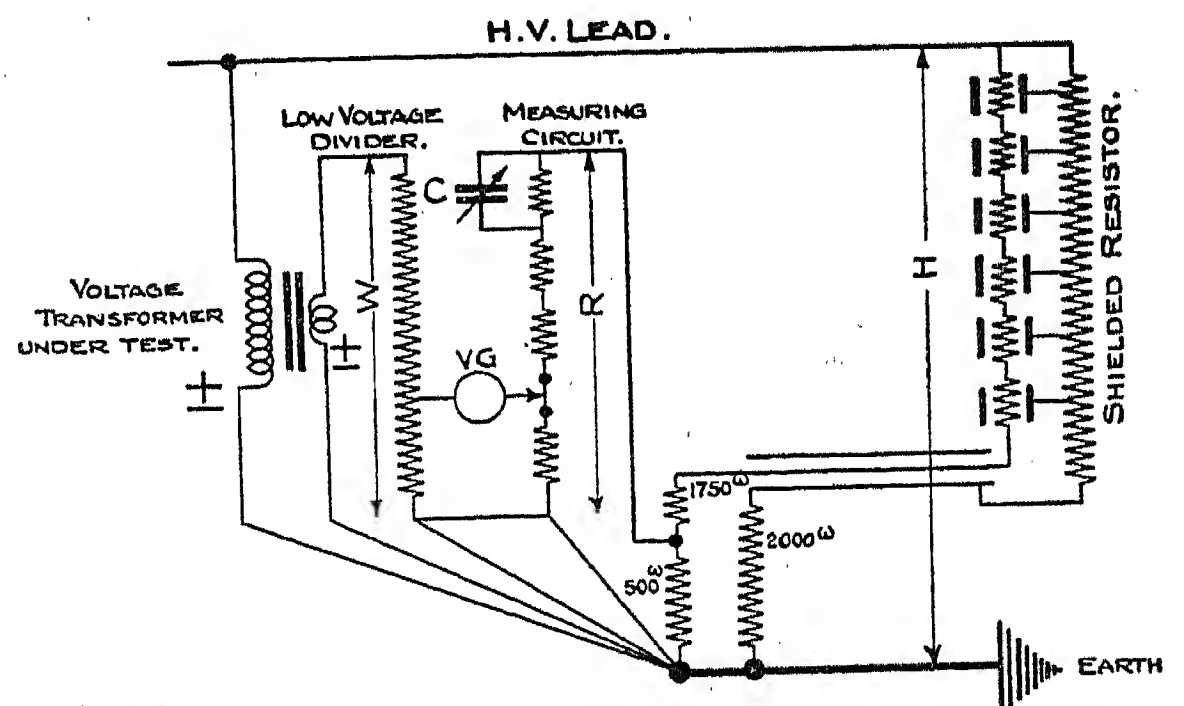 H.V. LEAD.
LOW VOLTAGE
DIVIDER.
MEASURING
CIRCUIT.
C
W
R
H
SHIELDED RESISTOR.
VOLTAGE
TRANSFORMER
UNDER TEST.
±
±
VG
1750ω
2000ω
500ω
EARTH